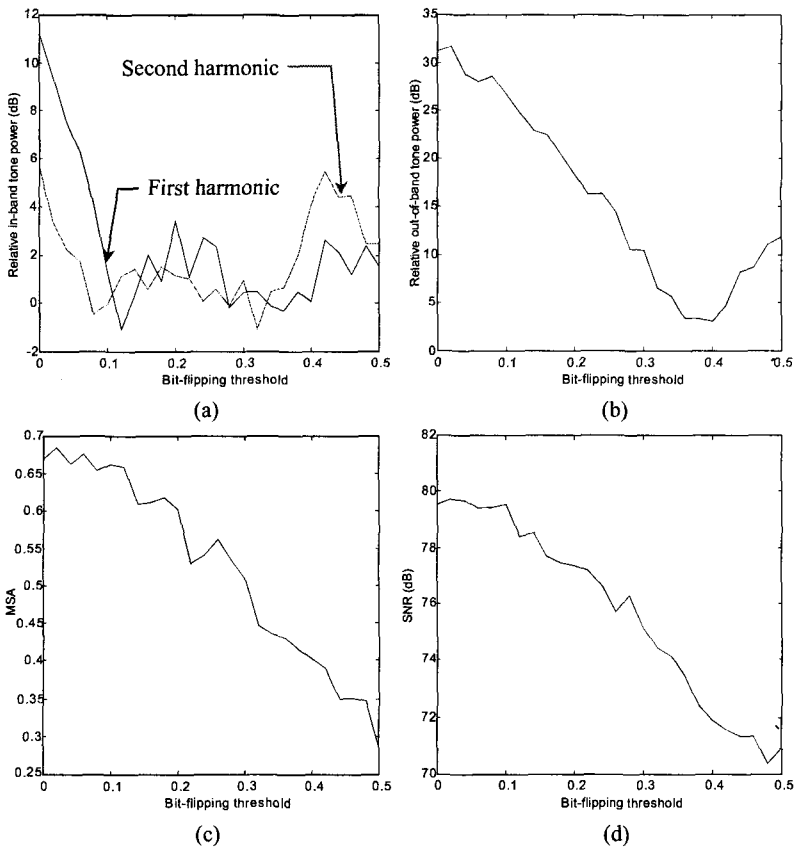 12
10
8
6
4
2
0
-2
Relative in-band tone power (dB)
Second harmonic
First harmonic
0 0.1 0.2 0.3 0.4 0.5
Bit-flipping threshold
(a)
35
30
25
20
15
10
5
0
Relative out-of-band tone power (dB)
0 0.1 0.2 0.3 0.4 0.5
Bit-flipping threshold
(b)
0.7
0.65
0.6
0.55
0.5
0.45
0.4
0.35
0.3
0.25
MSA
0 0.1 0.2 0.3 0.4 0.5
Bit-flipping threshold
(c)
82
80
78
76
74
72
70
SNR (dB)
0 0.1 0.2 0.3 0.4 0.5
Bit-flipping threshold
(d)